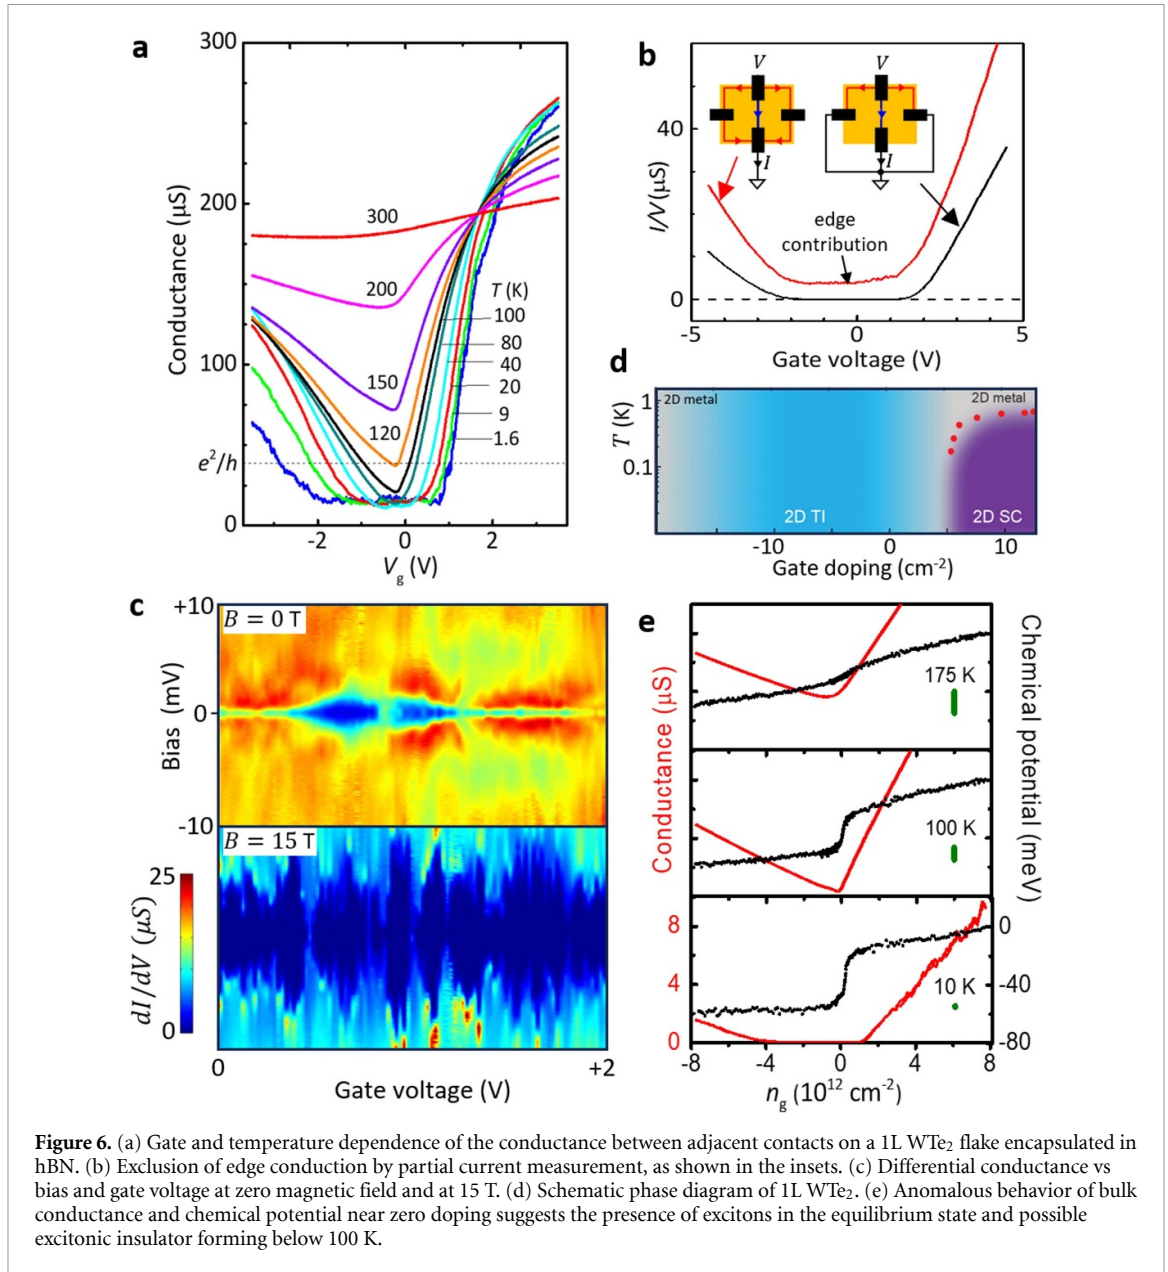 a
300
200
100
0
Conductance (µS)
e²/h
300
200
150
120
T (K)
100
80
40
20
9
1.6
-2
0
2
Vg (V)
b
V
V
I
I
40
0
I/V (µS)
edge
contribution
-5
0
5
Gate voltage (V)
d
1
0.1
T (K)
2D metal
2D metal
2D TI
2D SC
-10
0
10
Gate doping (cm-2)
c
+10
0
-10
Bias (mV)
B = 0 T
B = 15 T
25
0
dI/dV (µS)
0
+2
Gate voltage (V)
e
Conductance (µS)
Chemical potential (meV)
175 K
100 K
10 K
8
4
0
0
-40
-80
-8
-4
0
4
8
ng (10¹² cm-2)
Figure 6. (a) Gate and temperature dependence of the conductance between adjacent contacts on a 1L WTe₂ flake encapsulated in
hBN. (b) Exclusion of edge conduction by partial current measurement, as shown in the insets. (c) Differential conductance vs
bias and gate voltage at zero magnetic field and at 15 T. (d) Schematic phase diagram of 1L WTe₂. (e) Anomalous behavior of bulk
conductance and chemical potential near zero doping suggests the presence of excitons in the equilibrium state and possible
excitonic insulator forming below 100 K.